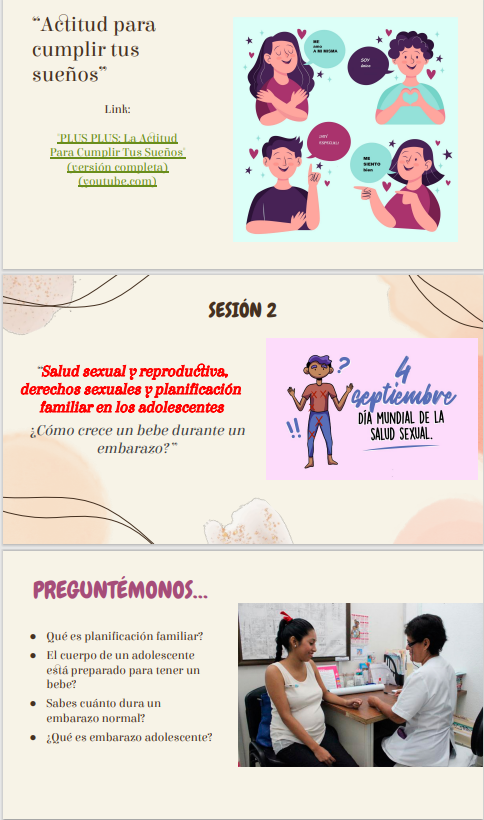 “Actitud para
cumplir tus
sueños”
Link:
"PLUS PLUS: La Actitud
Para Cumplir Tus Sueños"
(versión completa)
(youtube.com)
ME
amo
A MI MISMA
SOY
único
SOY
ESPECIAL!
ME
SIENTO
bien
SESIÓN 2
“Salud sexual y reproductiva,
derechos sexuales y planificación
familiar en los adolescentes
¿Cómo crece un bebe durante un
embarazo?”
?
!!
4
septiembre
DÍA MUNDIAL DE LA
SALUD SEXUAL.
PREGUNTÉMONOS...
● Qué es planificación familiar?
● El cuerpo de un adolescente
está preparado para tener un
bebe?
● Sabes cuánto dura un
embarazo normal?
● ¿Qué es embarazo adolescente?